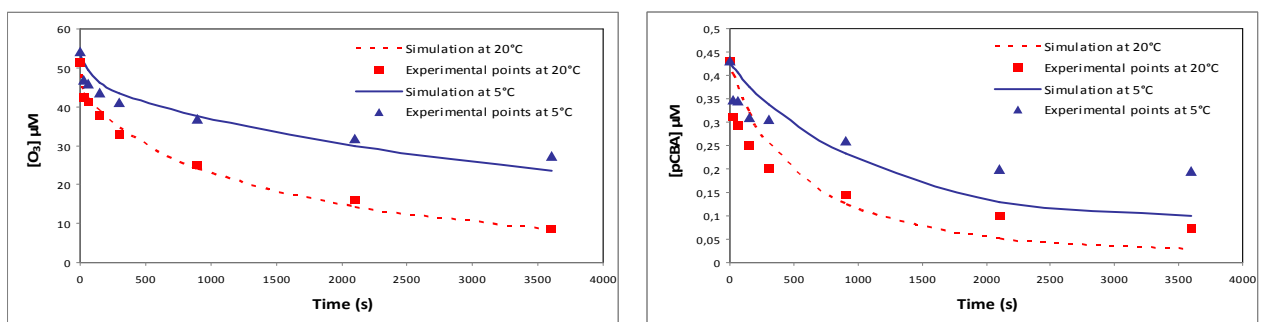 60
50
40
30
20
10
0
[O₃] µM
0 500 1000 1500 2000 2500 3000 3500 4000
Time (s)
Simulation at 20°C
Experimental points at 20°C
Simulation at 5°C
Experimental points at 5°C
0,5
0,45
0,4
0,35
0,3
0,25
0,2
0,15
0,1
0,05
0
[pCBA] µM
0 500 1000 1500 2000 2500 3000 3500 4000
Time (s)
Simulation at 20°C
Experimental points at 20°C
Simulation at 5°C
Experimental points at 5°C